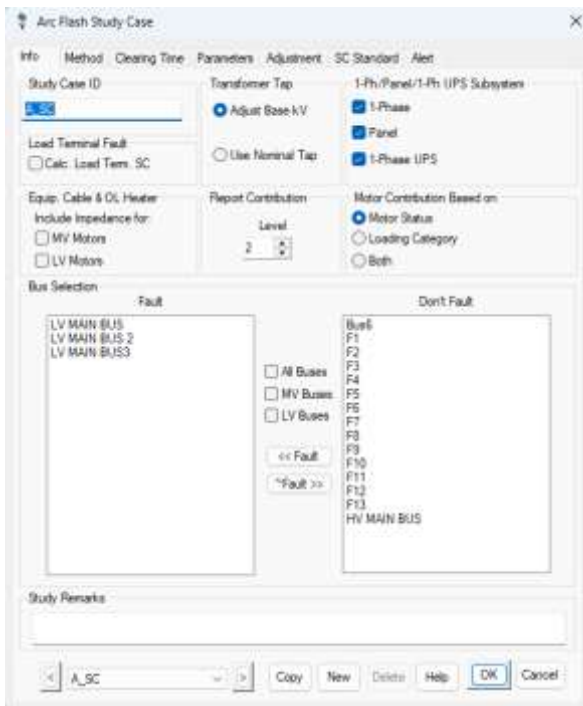 Arc Flash Study Case
Info Method Clearing Time Parameters Adjustment SC Standard Alert
Study Case ID
A_SC
Transformer Tap
Adjust Base kV
Use Nominal Tap
1-Ph/Panel/1-Ph UPS Subsystem
1-Phase
Panel
1-Phase UPS
Load Terminal Fault
Calc. Load Term. SC
Equip. Cable & OL Heater
Include Impedance for:
MV Motors
LV Motors
Report Contribution
Level
2
Motor Contribution Based on
Motor Status
Loading Category
Both
Bus Selection
Fault
LV MAIN BUS
LV MAIN BUS 2
LV MAIN BUS3
All Buses
MV Buses
LV Buses
<< Fault
~Fault >>
Don't Fault
Bus6
F1
F2
F3
F4
F5
F6
F7
F8
F9
F10
F11
F12
F13
HV MAIN BUS
Study Remarks
< A_SC > Copy New Delete Help OK Cancel